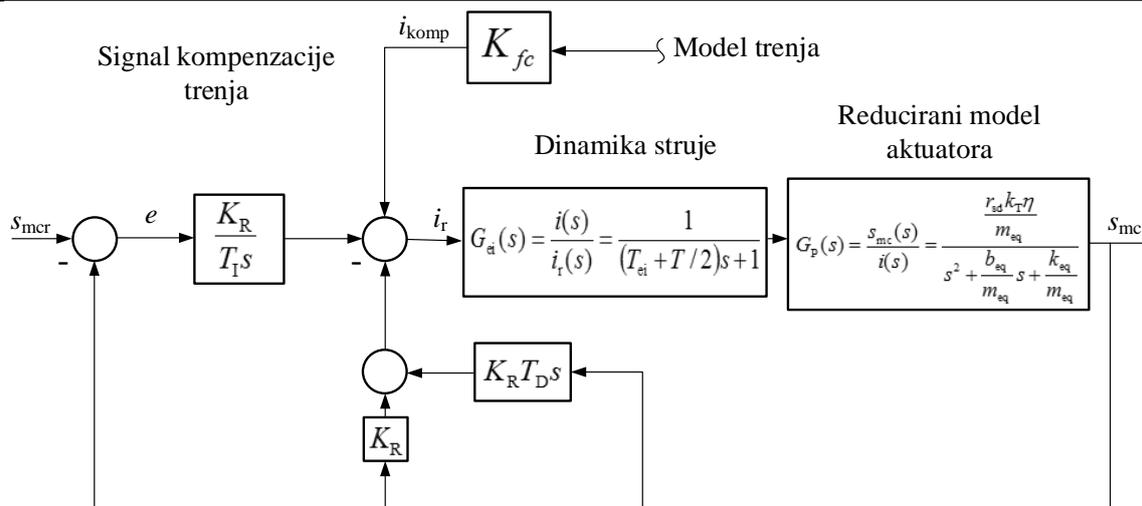 i_komp
K_fc
Model trenja
Signal kompenzacije
trenja
Dinamika struje
Reducirani model
aktuatora
s_mcr
-
e
K_R
T_I s
-
i_r
G_ei(s) = i(s) / i_r(s) = 1 / ((T_ei + T/2)s + 1)
G_p(s) = s_mc(s) / i(s) = (r_sd k_T η / m_eq) / (s² + (b_eq / m_eq) s + k_eq / m_eq)
s_mc
K_R T_D s
K_R